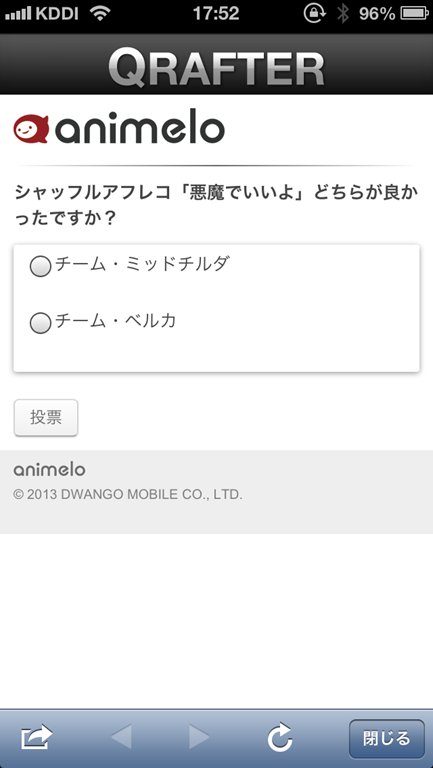 KDDI 17:52 96%
QRAFTER
animelo
シャッフルアフレコ「悪魔でいいよ」どちらが良か
ったですか？
チーム・ミッドチルダ
チーム・ベルカ
投票
animelo
© 2013 DWANGO MOBILE CO., LTD.
閉じる